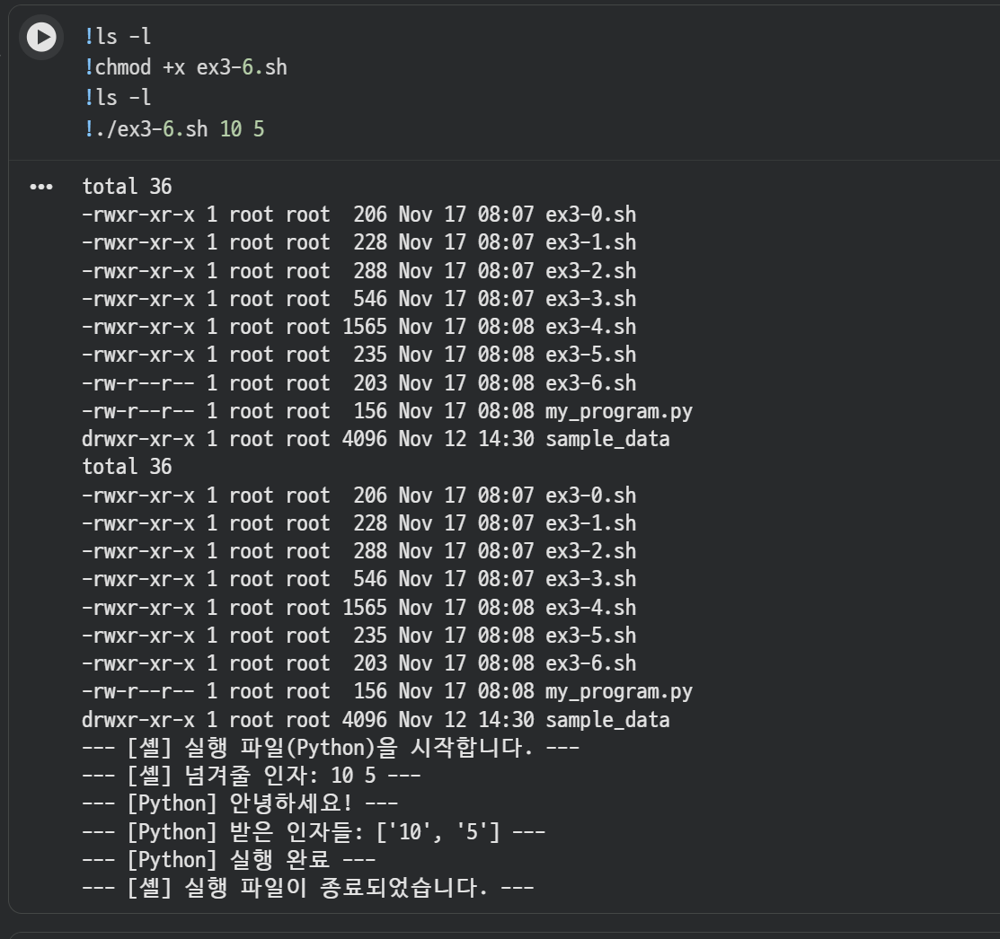 !ls -l
!chmod +x ex3-6.sh
!ls -l
!./ex3-6.sh 10 5
total 36
-rwxr-xr-x 1 root root  206 Nov 17 08:07 ex3-0.sh
-rwxr-xr-x 1 root root  228 Nov 17 08:07 ex3-1.sh
-rwxr-xr-x 1 root root  288 Nov 17 08:07 ex3-2.sh
-rwxr-xr-x 1 root root  546 Nov 17 08:07 ex3-3.sh
-rwxr-xr-x 1 root root 1565 Nov 17 08:08 ex3-4.sh
-rwxr-xr-x 1 root root  235 Nov 17 08:08 ex3-5.sh
-rw-r--r-- 1 root root  203 Nov 17 08:08 ex3-6.sh
-rw-r--r-- 1 root root  156 Nov 17 08:08 my_program.py
drwxr-xr-x 1 root root 4096 Nov 12 14:30 sample_data
total 36
-rwxr-xr-x 1 root root  206 Nov 17 08:07 ex3-0.sh
-rwxr-xr-x 1 root root  228 Nov 17 08:07 ex3-1.sh
-rwxr-xr-x 1 root root  288 Nov 17 08:07 ex3-2.sh
-rwxr-xr-x 1 root root  546 Nov 17 08:07 ex3-3.sh
-rwxr-xr-x 1 root root 1565 Nov 17 08:08 ex3-4.sh
-rwxr-xr-x 1 root root  235 Nov 17 08:08 ex3-5.sh
-rwxr-xr-x 1 root root  203 Nov 17 08:08 ex3-6.sh
-rw-r--r-- 1 root root  156 Nov 17 08:08 my_program.py
drwxr-xr-x 1 root root 4096 Nov 12 14:30 sample_data
--- [셸] 실행 파일(Python)을 시작합니다. ---
--- [셸] 넘겨줄 인자: 10 5 ---
--- [Python] 안녕하세요! ---
--- [Python] 받은 인자들: ['10', '5'] ---
--- [Python] 실행 완료 ---
--- [셸] 실행 파일이 종료되었습니다. ---